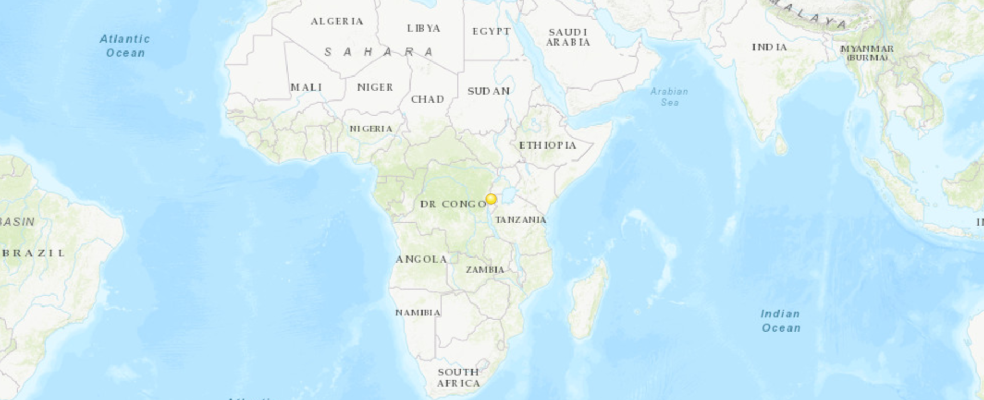 ALGERIA
LIBYA
EGYPT
SAUDI
ARABIA
MALAYA
INDIA
MYANMAR
(BURMA)
Atlantic
Ocean
SAHARA
MALI
NIGER
CHAD
SUDAN
Arabian
Sea
NIGERIA
ETHIOPIA
DR CONGO
TANZANIA
BASIN
BRAZIL
ANGOLA
ZAMBIA
NAMIBIA
Indian
Ocean
SOUTH
AFRICA